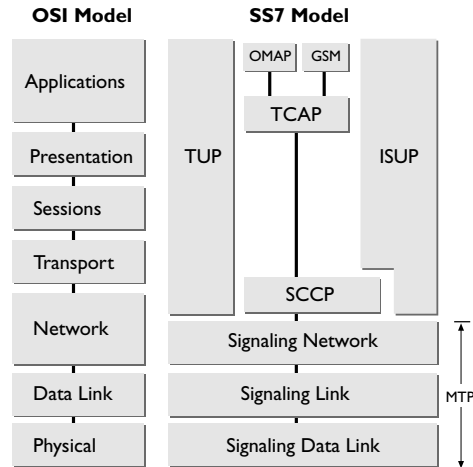 OSI Model
SS7 Model
Applications
Presentation
Sessions
Transport
Network
Data Link
Physical
TUP
OMAP
GSM
TCAP
ISUP
SCCP
Signaling Network
Signaling Link
Signaling Data Link
MTP